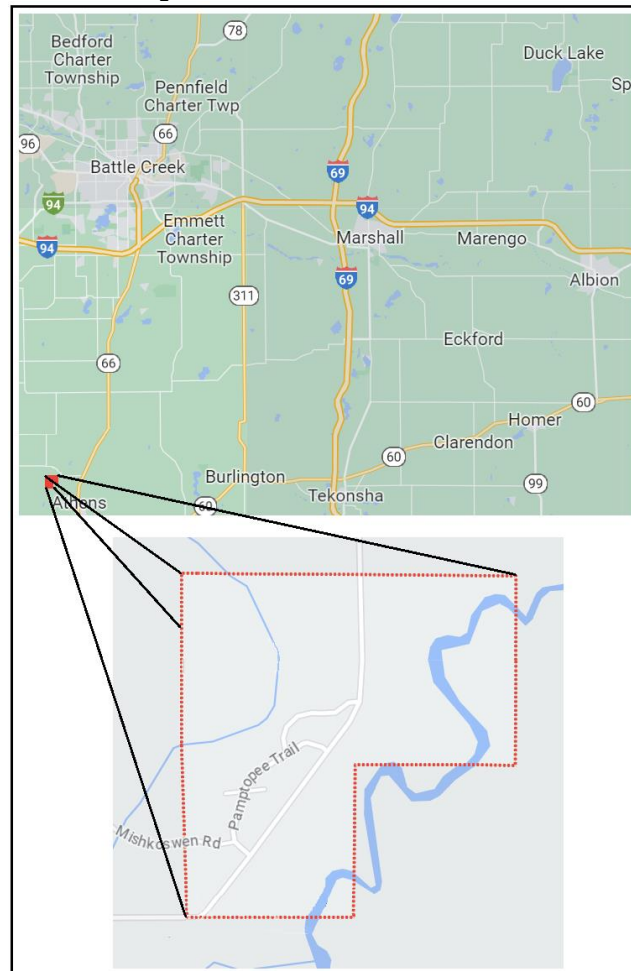 Bedford
Charter
Township
78
Duck Lake
Sp
Pennfield
Charter Twp
66
96
Battle Creek
69
94
94
Emmett
Charter
Township
94
Marshall
Marengo
69
Albion
311
Eckford
66
60
Homer
Clarendon
60
Burlington
99
Tekonsha
60
Athens
Pamptopee Trail
Mishkoswen Rd